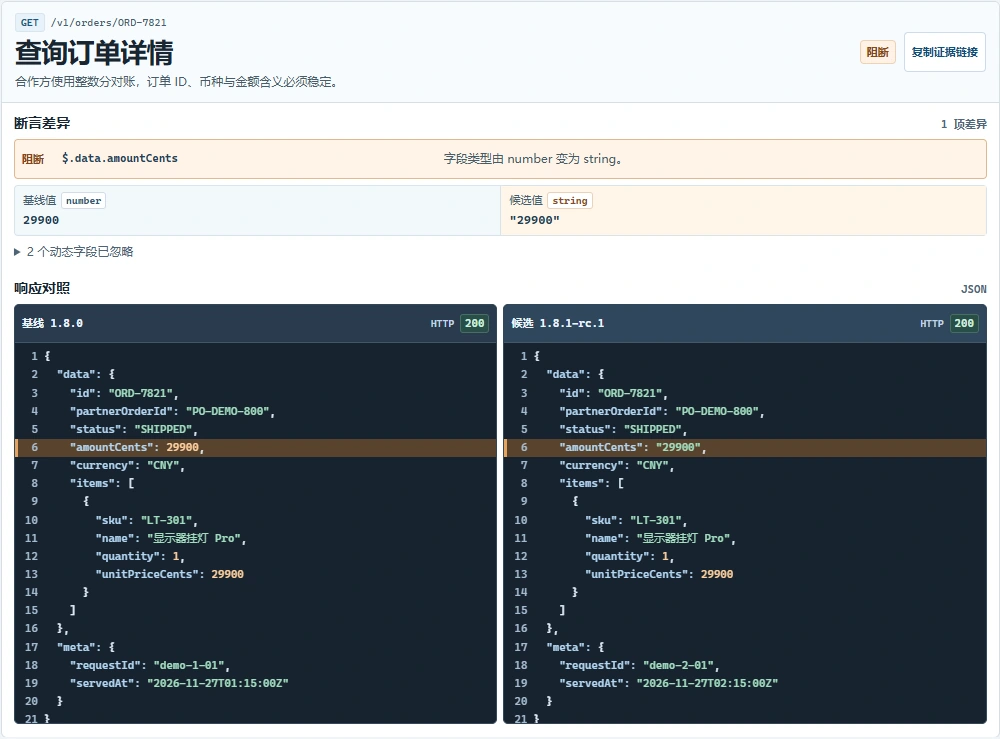 GET /v1/orders/ORD-7821
查询订单详情
合作方使用整数分对账，订单 ID、币种与金额含义必须稳定。
阻断
复制证据链接
断言差异
1 项差异
阻断 $.data.amountCents 字段类型由 number 变为 string。
基线值 number
29900
候选值 string
"29900"
▶ 2 个动态字段已忽略
响应对照
JSON
基线 1.8.0 HTTP 200
1 {
2 "data": {
3 "id": "ORD-7821",
4 "partnerOrderId": "PO-DEMO-800",
5 "status": "SHIPPED",
6 "amountCents": 29900,
7 "currency": "CNY",
8 "items": [
9 {
10 "sku": "LT-301",
11 "name": "显示器挂灯 Pro",
12 "quantity": 1,
13 "unitPriceCents": 29900
14 }
15 ]
16 },
17 "meta": {
18 "requestId": "demo-1-01",
19 "servedAt": "2026-11-27T01:15:00Z"
20 }
21 }
候选 1.8.1-rc.1 HTTP 200
1 {
2 "data": {
3 "id": "ORD-7821",
4 "partnerOrderId": "PO-DEMO-800",
5 "status": "SHIPPED",
6 "amountCents": "29900",
7 "currency": "CNY",
8 "items": [
9 {
10 "sku": "LT-301",
11 "name": "显示器挂灯 Pro",
12 "quantity": 1,
13 "unitPriceCents": 29900
14 }
15 ]
16 },
17 "meta": {
18 "requestId": "demo-2-01",
19 "servedAt": "2026-11-27T02:15:00Z"
20 }
21 }